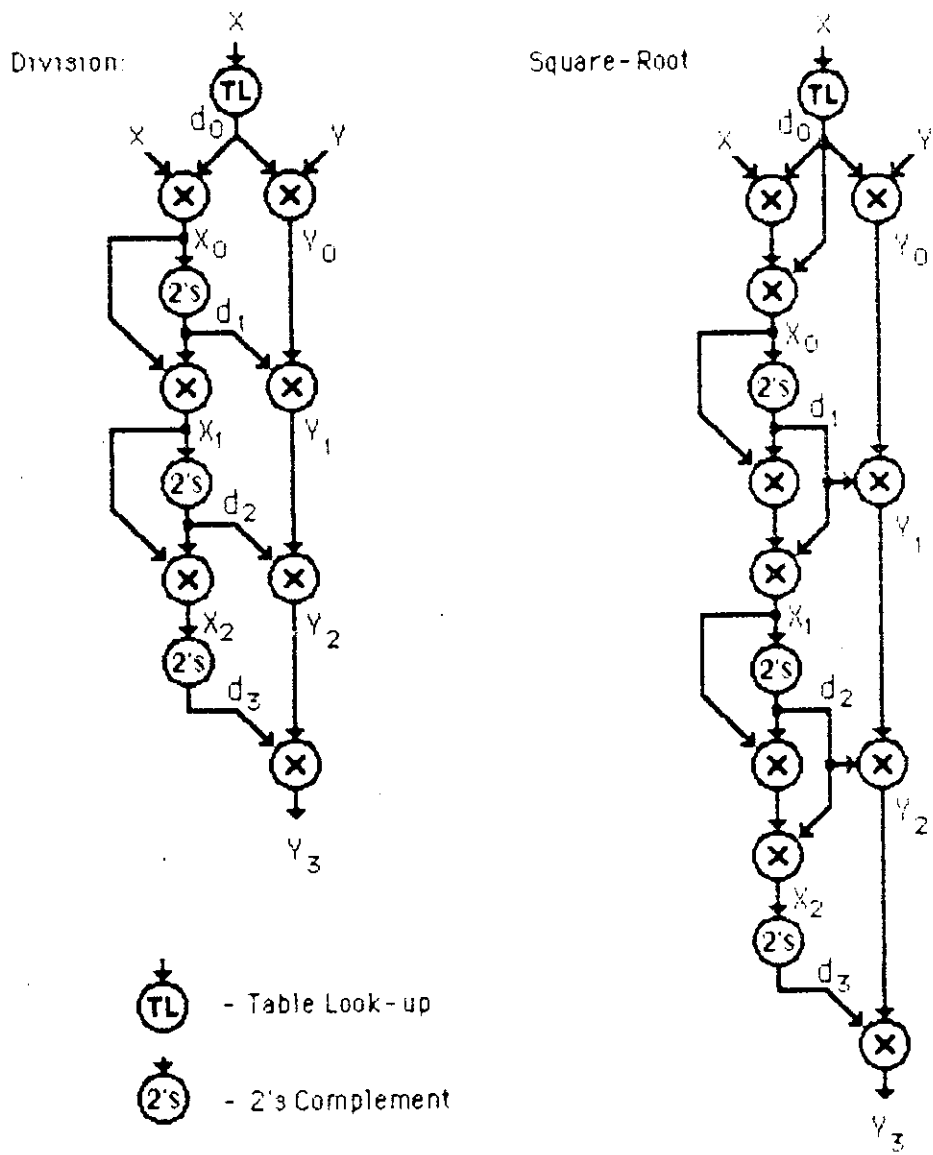 Division:
X
TL
d0
X
Y
×
×
X0
Y0
2's
d1
×
×
X1
Y1
2's
d2
×
×
X2
Y2
2's
d3
×
Y3
Square-Root
X
TL
d0
X
Y
×
×
Y0
×
X0
2's
d1
×
×
Y1
×
X1
2's
d2
×
×
Y2
×
X2
2's
d3
×
Y3
TL - Table Look-up
2's - 2's Complement